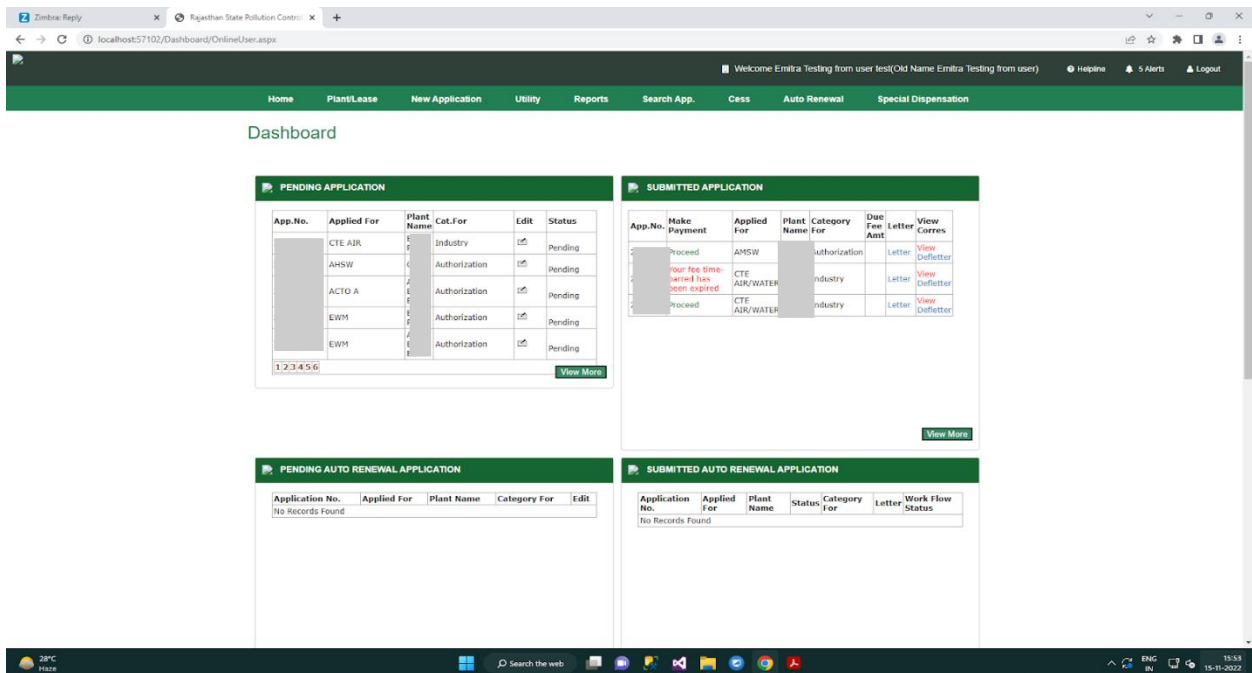 Zimbra: Reply
Rajasthan State Pollution Control
localhost:57102/Dashboard/OnlineUser.aspx
Welcome Emitra Testing from user test(Old Name Emitra Testing from user) Helpline 5 Alerts Logout
Home Plant/Lease New Application Utility Reports Search App. Cess Auto Renewal Special Dispensation
Dashboard
PENDING APPLICATION
App.No. Applied For Plant Name Cat.For Edit Status
CTE AIR Industry Pending
AHSW Authorization Pending
ACTO A Authorization Pending
EWM Authorization Pending
EWM Authorization Pending
1 2 3 4 5 6
View More
SUBMITTED APPLICATION
App.No. Make Payment Applied For Plant Name Category For Due Fee Amt Letter View Corres
Proceed AMSW uthorization Letter View Defletter
Your fee time-barred has been expired CTE AIR/WATER ndustry Letter View Defletter
Proceed CTE AIR/WATER ndustry Letter View Defletter
View More
PENDING AUTO RENEWAL APPLICATION
Application No. Applied For Plant Name Category For Edit
No Records Found
SUBMITTED AUTO RENEWAL APPLICATION
Application No. Applied For Plant Name Status Category For Letter Work Flow Status
No Records Found
28°C
Haze
Search the web
ENG
IN
15:53
15-11-2022